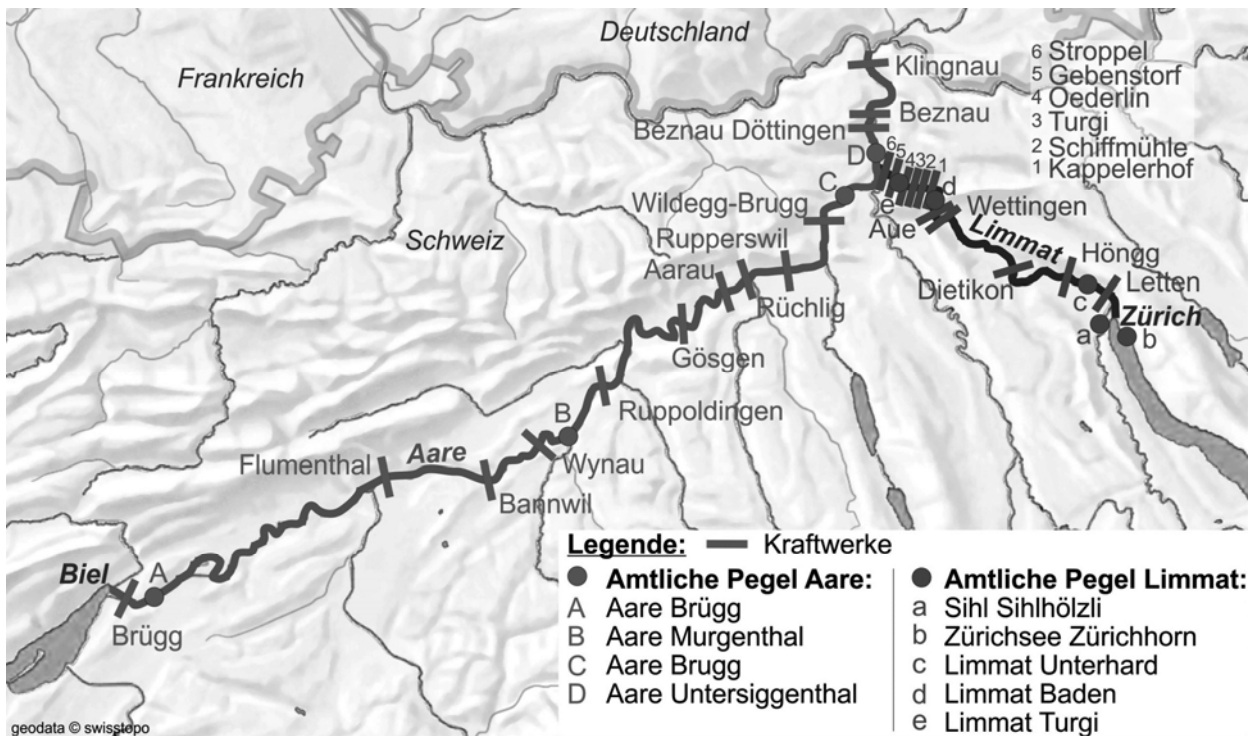 Deutschland
Frankreich
Schweiz
Klingnau
Beznau
Beznau Döttingen
D
6
5
4
3
2
1
d
e
C
Wildegg-Brugg
Aue
Wettingen
Limmat
Höngg
Letten
Dietikon
c
Zürich
a
b
Rupperswil
Aarau
Rüchlig
Gösgen
Ruppoldingen
B
Wynau
Aare
Flumenthal
Bannwil
Biel
A
Brügg
6 Stroppel
5 Gebenstorf
4 Oederlin
3 Turgi
2 Schiffmühle
1 Kappelerhof
Legende: Kraftwerke
Amtliche Pegel Aare:
A Aare Brügg
B Aare Murgenthal
C Aare Brugg
D Aare Untersiggenthal
Amtliche Pegel Limmat:
a Sihl Sihlhölzli
b Zürichsee Zürichhorn
c Limmat Unterhard
d Limmat Baden
e Limmat Turgi
geodata © swisstopo